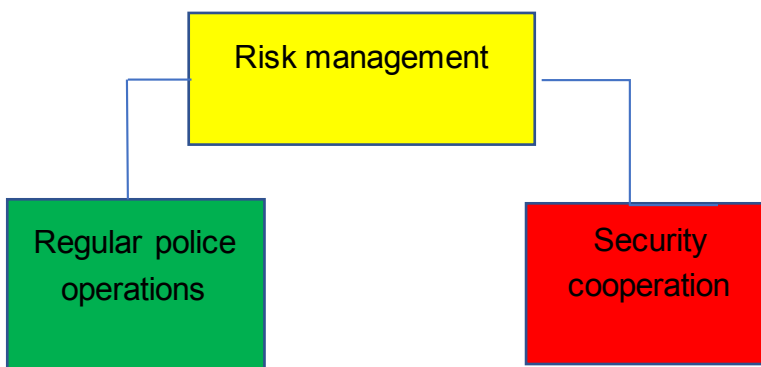 Risk management
Regular police
operations
Security
cooperation